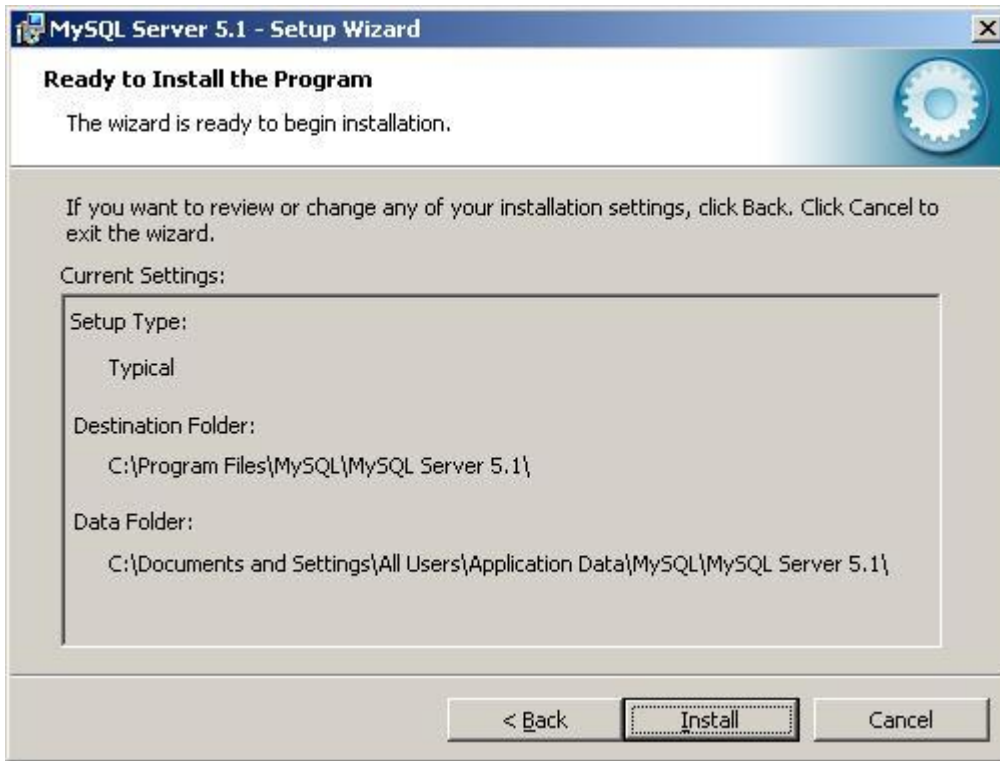 MySQL Server 5.1 - Setup Wizard
Ready to Install the Program
The wizard is ready to begin installation.
If you want to review or change any of your installation settings, click Back. Click Cancel to
exit the wizard.
Current Settings:
Setup Type:
Typical
Destination Folder:
C:\Program Files\MySQL\MySQL Server 5.1\
Data Folder:
C:\Documents and Settings\All Users\Application Data\MySQL\MySQL Server 5.1\
< Back Install Cancel